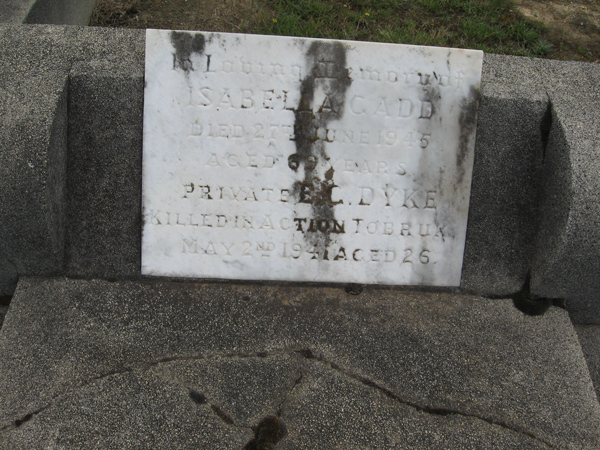 In Loving Memory of
ISABELLA CADD
DIED 27TH JUNE 1945
AGED 69 YEARS.
PRIVATE E.C. DYKE
KILLED IN ACTION TOBRUK
MAY 2ND 1941 AGED 26.